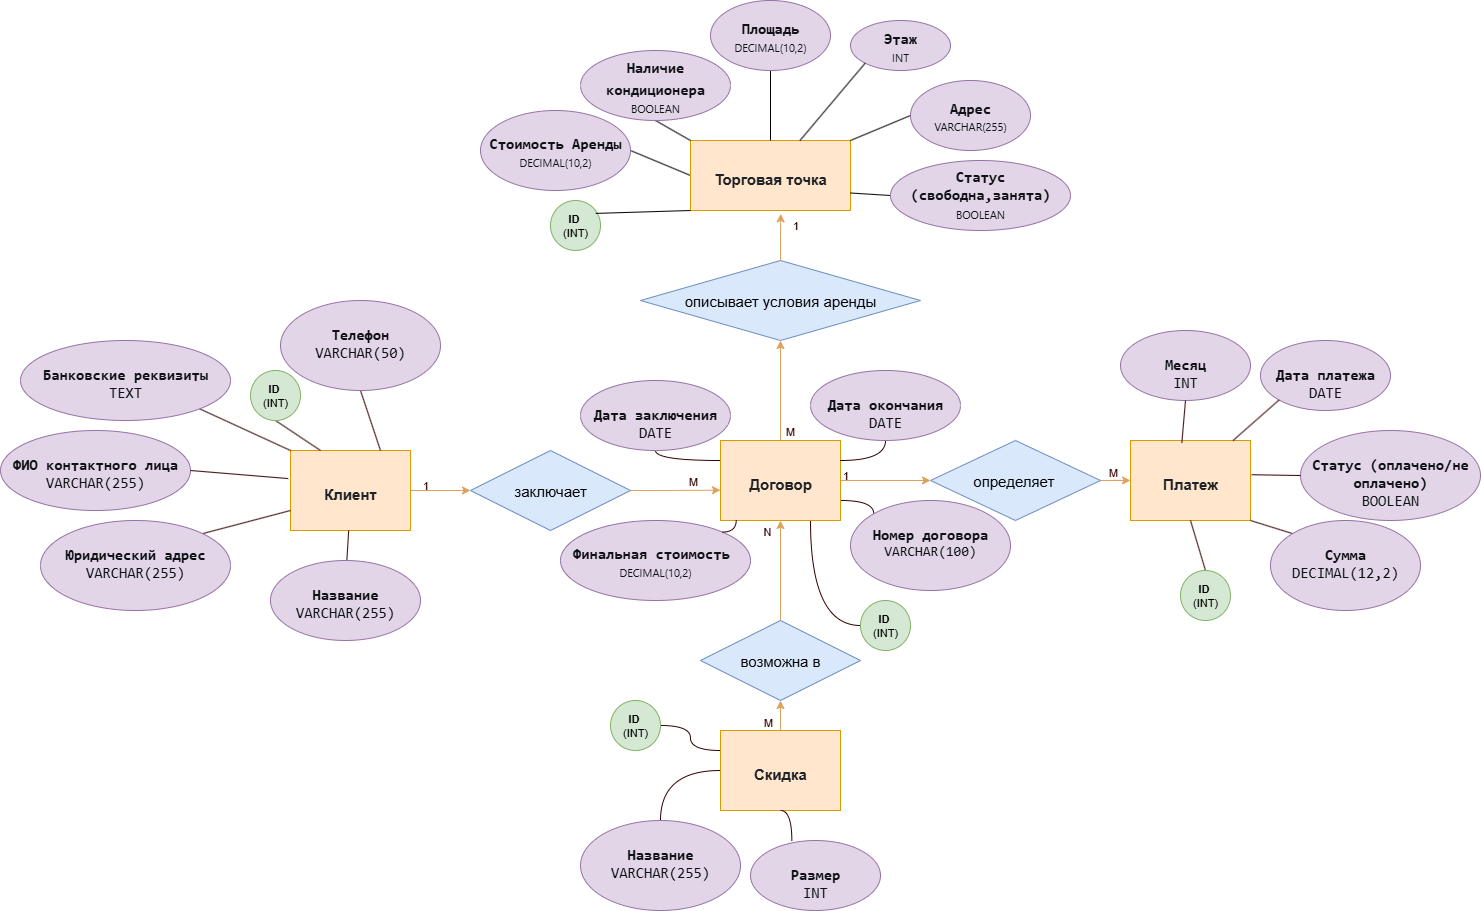 Площадь
DECIMAL(10,2)
Этаж
INT
Наличие
кондиционера
BOOLEAN
Адрес
VARCHAR(255)
Стоимость Аренды
DECIMAL(10,2)
Торговая точка
Статус
(свободна,занята)
BOOLEAN
ID
(INT)
1
описывает условия аренды
Телефон
VARCHAR(50)
Банковские реквизиты
TEXT
ID
(INT)
Месяц
INT
Дата платежа
DATE
Дата заключения
DATE
Дата окончания
DATE
M
ФИО контактного лица
VARCHAR(255)
Клиент
1
заключает
M
Договор
1
определяет
M
Платеж
Статус (оплачено/не
оплачено)
BOOLEAN
Юридический адрес
VARCHAR(255)
Название
VARCHAR(255)
Финальная стоимость
DECIMAL(10,2)
N
Номер договора
VARCHAR(100)
Сумма
DECIMAL(12,2)
ID
(INT)
ID
(INT)
возможна в
M
ID
(INT)
Скидка
Название
VARCHAR(255)
Размер
INT